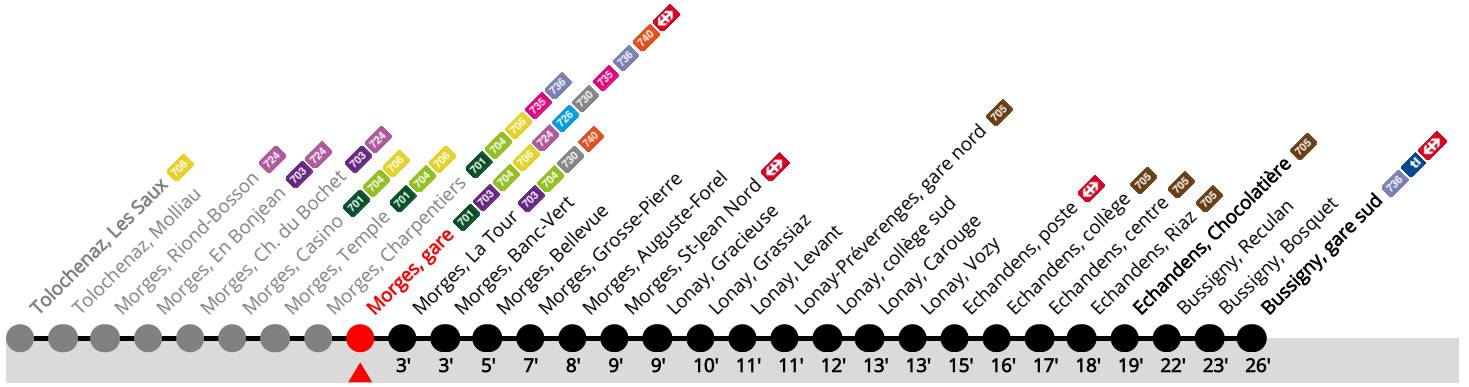 Tolochenaz, Les Saux 706
Tolochenaz, Molliau
Morges, Riond-Bosson 724
Morges, En Bonjean 703 724
Morges, Ch. du Bochet 703 724
Morges, Casino 701 704 706
Morges, Temple 701 704 706
Morges, Charpentiers 701 704 706 735 736
Morges, gare 701 703 704 706 724 726 730 735 736 740
Morges, La Tour 703 704 730 740
Morges, Banc-Vert
Morges, Bellevue
Morges, Grosse-Pierre
Morges, Auguste-Forel
Morges, St-Jean Nord
Lonay, Gracieuse
Lonay, Grassiaz
Lonay, Levant
Lonay-Préverenges, gare nord 705
Lonay, collège sud
Lonay, Carouge
Lonay, Vozy
Echandens, poste
Echandens, collège 705
Echandens, centre 705
Echandens, Riaz 705
Echandens, Chocolatière 705
Bussigny, Reculan
Bussigny, Bosquet
Bussigny, gare sud 736 tl
3' 3' 5' 7' 8' 9' 9' 10' 11' 11' 12' 13' 13' 15' 16' 17' 18' 19' 22' 23' 26'